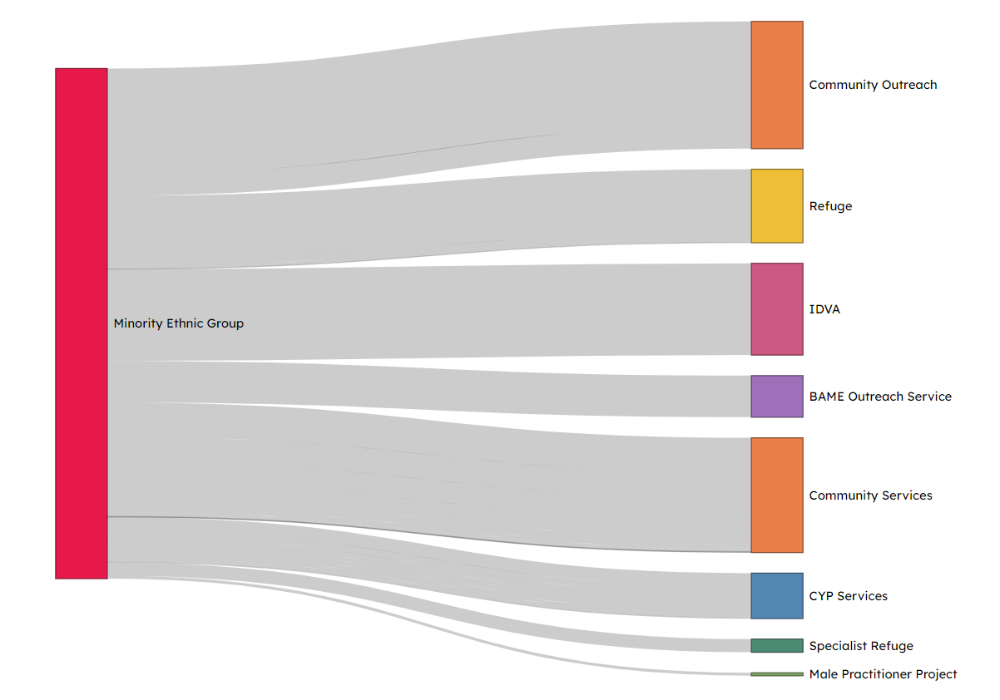 Community Outreach
Refuge
IDVA
Minority Ethnic Group
BAME Outreach Service
Community Services
CYP Services
Specialist Refuge
Male Practitioner Project